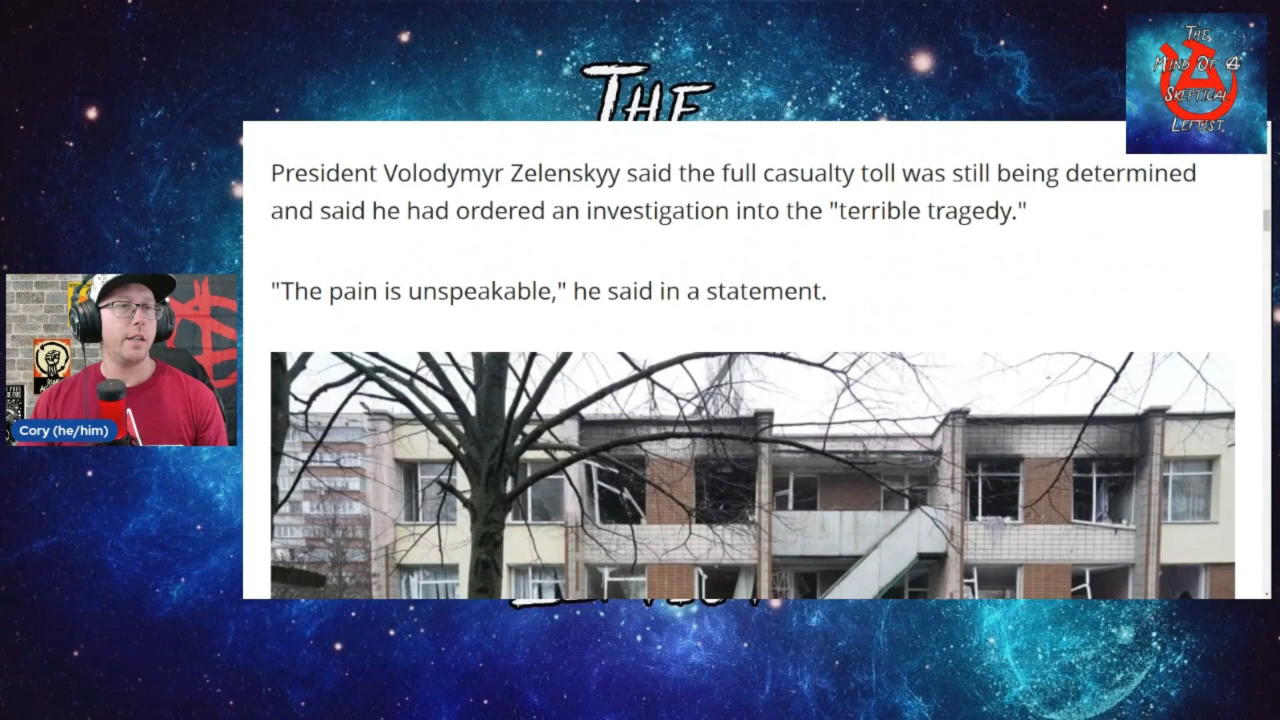 THE
THE
MIND OF A
SKEPTICAL
LEFTIST
President Volodymyr Zelenskyy said the full casualty toll was still being determined
and said he had ordered an investigation into the "terrible tragedy."
"The pain is unspeakable," he said in a statement.
Cory (he/him)